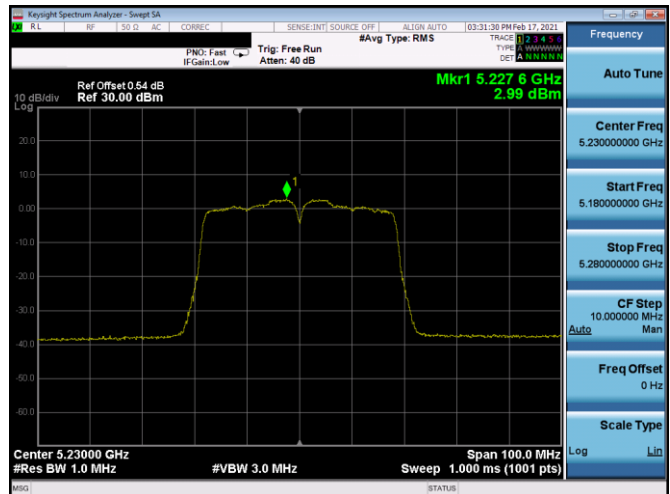 Keysight Spectrum Analyzer - Swept SA
RL RF 50 Ω AC CORREC SENSE:INT SOURCE OFF ALIGN AUTO 03:31:30 PM Feb 17, 2021
#Avg Type: RMS
TRACE 1 2 3 4 5 6
PNO: Fast Trig: Free Run
TYPE A WWWWW
IFGain:Low Atten: 40 dB
DET A N N N N N
Ref Offset 0.54 dB
Mkr1 5.227 6 GHz
10 dB/div Ref 30.00 dBm
2.99 dBm
Log
20.0
10.0
0.00
-10.0
-20.0
-30.0
-40.0
-50.0
-60.0
1
Center 5.23000 GHz
Span 100.0 MHz
#Res BW 1.0 MHz
#VBW 3.0 MHz
Sweep 1.000 ms (1001 pts)
MSG
STATUS
Frequency
Auto Tune
Center Freq
5.230000000 GHz
Start Freq
5.180000000 GHz
Stop Freq
5.280000000 GHz
CF Step
10.000000 MHz
Auto Man
Freq Offset
0 Hz
Scale Type
Log Lin